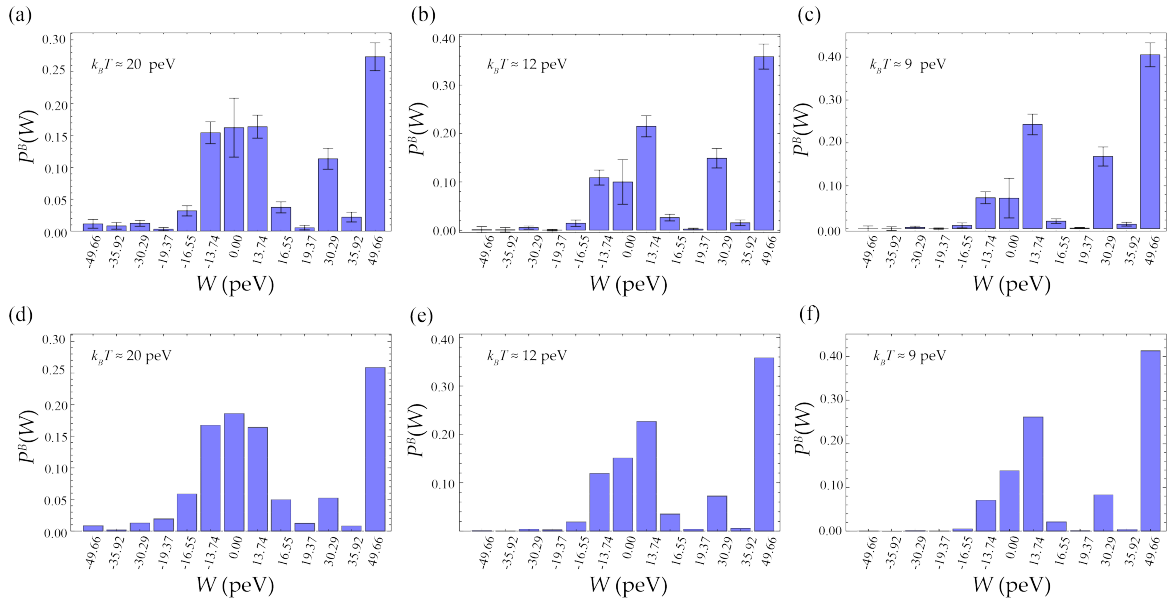 (a)
k_B T ≈ 20 peV
P^B(W)
0.30
0.25
0.20
0.15
0.10
0.05
0.00
-49.66 -35.92 -30.29 -19.37 -16.55 -13.74 0.00 13.74 16.55 19.37 30.29 35.92 49.66
W (peV)
(b)
k_B T ≈ 12 peV
P^B(W)
0.40
0.30
0.20
0.10
0.00
-49.66 -35.92 -30.29 -19.37 -16.55 -13.74 0.00 13.74 16.55 19.37 30.29 35.92 49.66
W (peV)
(c)
k_B T ≈ 9 peV
P^B(W)
0.40
0.30
0.20
0.10
0.00
-49.66 -35.92 -30.29 -19.37 -16.55 -13.74 0.00 13.74 16.55 19.37 30.29 35.92 49.66
W (peV)
(d)
k_B T ≈ 20 peV
P^B(W)
0.30
0.25
0.20
0.15
0.10
0.05
0.00
-49.66 -35.92 -30.29 -19.37 -16.55 -13.74 0.00 13.74 16.55 19.37 30.29 35.92 49.66
W (peV)
(e)
k_B T ≈ 12 peV
P^B(W)
0.40
0.30
0.20
0.10
0.00
-49.66 -35.92 -30.29 -19.37 -16.55 -13.74 0.00 13.74 16.55 19.37 30.29 35.92 49.66
W (peV)
(f)
k_B T ≈ 9 peV
P^B(W)
0.40
0.30
0.20
0.10
0.00
-49.66 -35.92 -30.29 -19.37 -16.55 -13.74 0.00 13.74 16.55 19.37 30.29 35.92 49.66
W (peV)